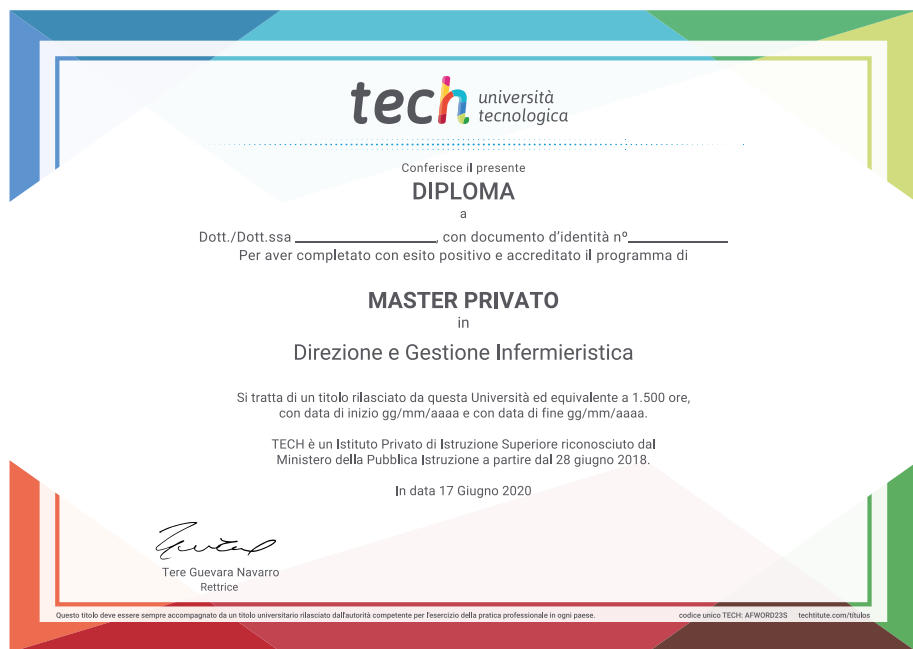 tech università
tecnologica
Conferisce il presente
DIPLOMA
a
Dott./Dott.ssa ________________, con documento d'identità nº____________
Per aver completato con esito positivo e accreditato il programma di
MASTER PRIVATO
in
Direzione e Gestione Infermieristica
Si tratta di un titolo rilasciato da questa Università ed equivalente a 1.500 ore,
con data di inizio gg/mm/aaaa e con data di fine gg/mm/aaaa.
TECH è un Istituto Privato di Istruzione Superiore riconosciuto dal
Ministero della Pubblica Istruzione a partire dal 28 giugno 2018.
In data 17 Giugno 2020
Tere Guevara Navarro
Rettrice
Questo titolo deve essere sempre accompagnato da un titolo universitario rilasciato dall'autorità competente per l'esercizio della pratica professionale in ogni paese. codice unico TECH: AFWORD23S techtitute.com/titulos